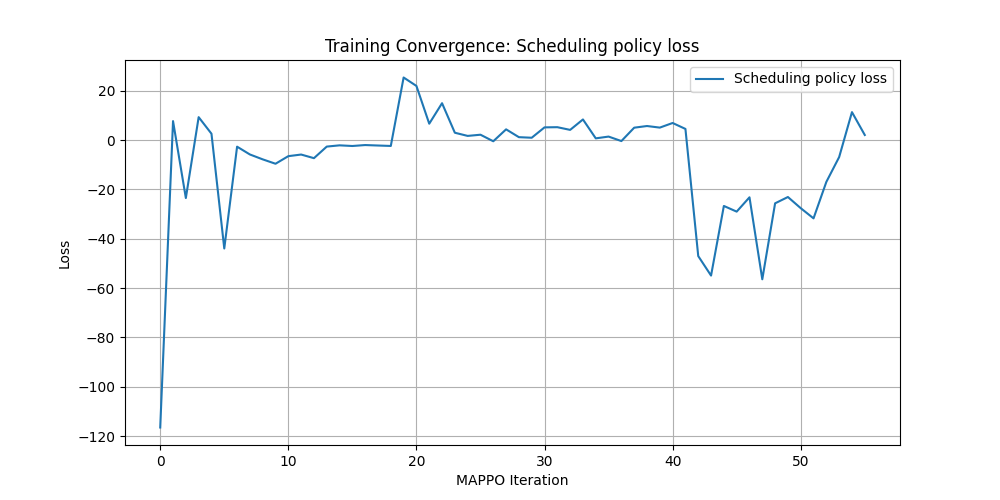 Training Convergence: Scheduling policy loss
Scheduling policy loss
Loss
20
0
−20
−40
−60
−80
−100
−120
0 10 20 30 40 50
MAPPO Iteration